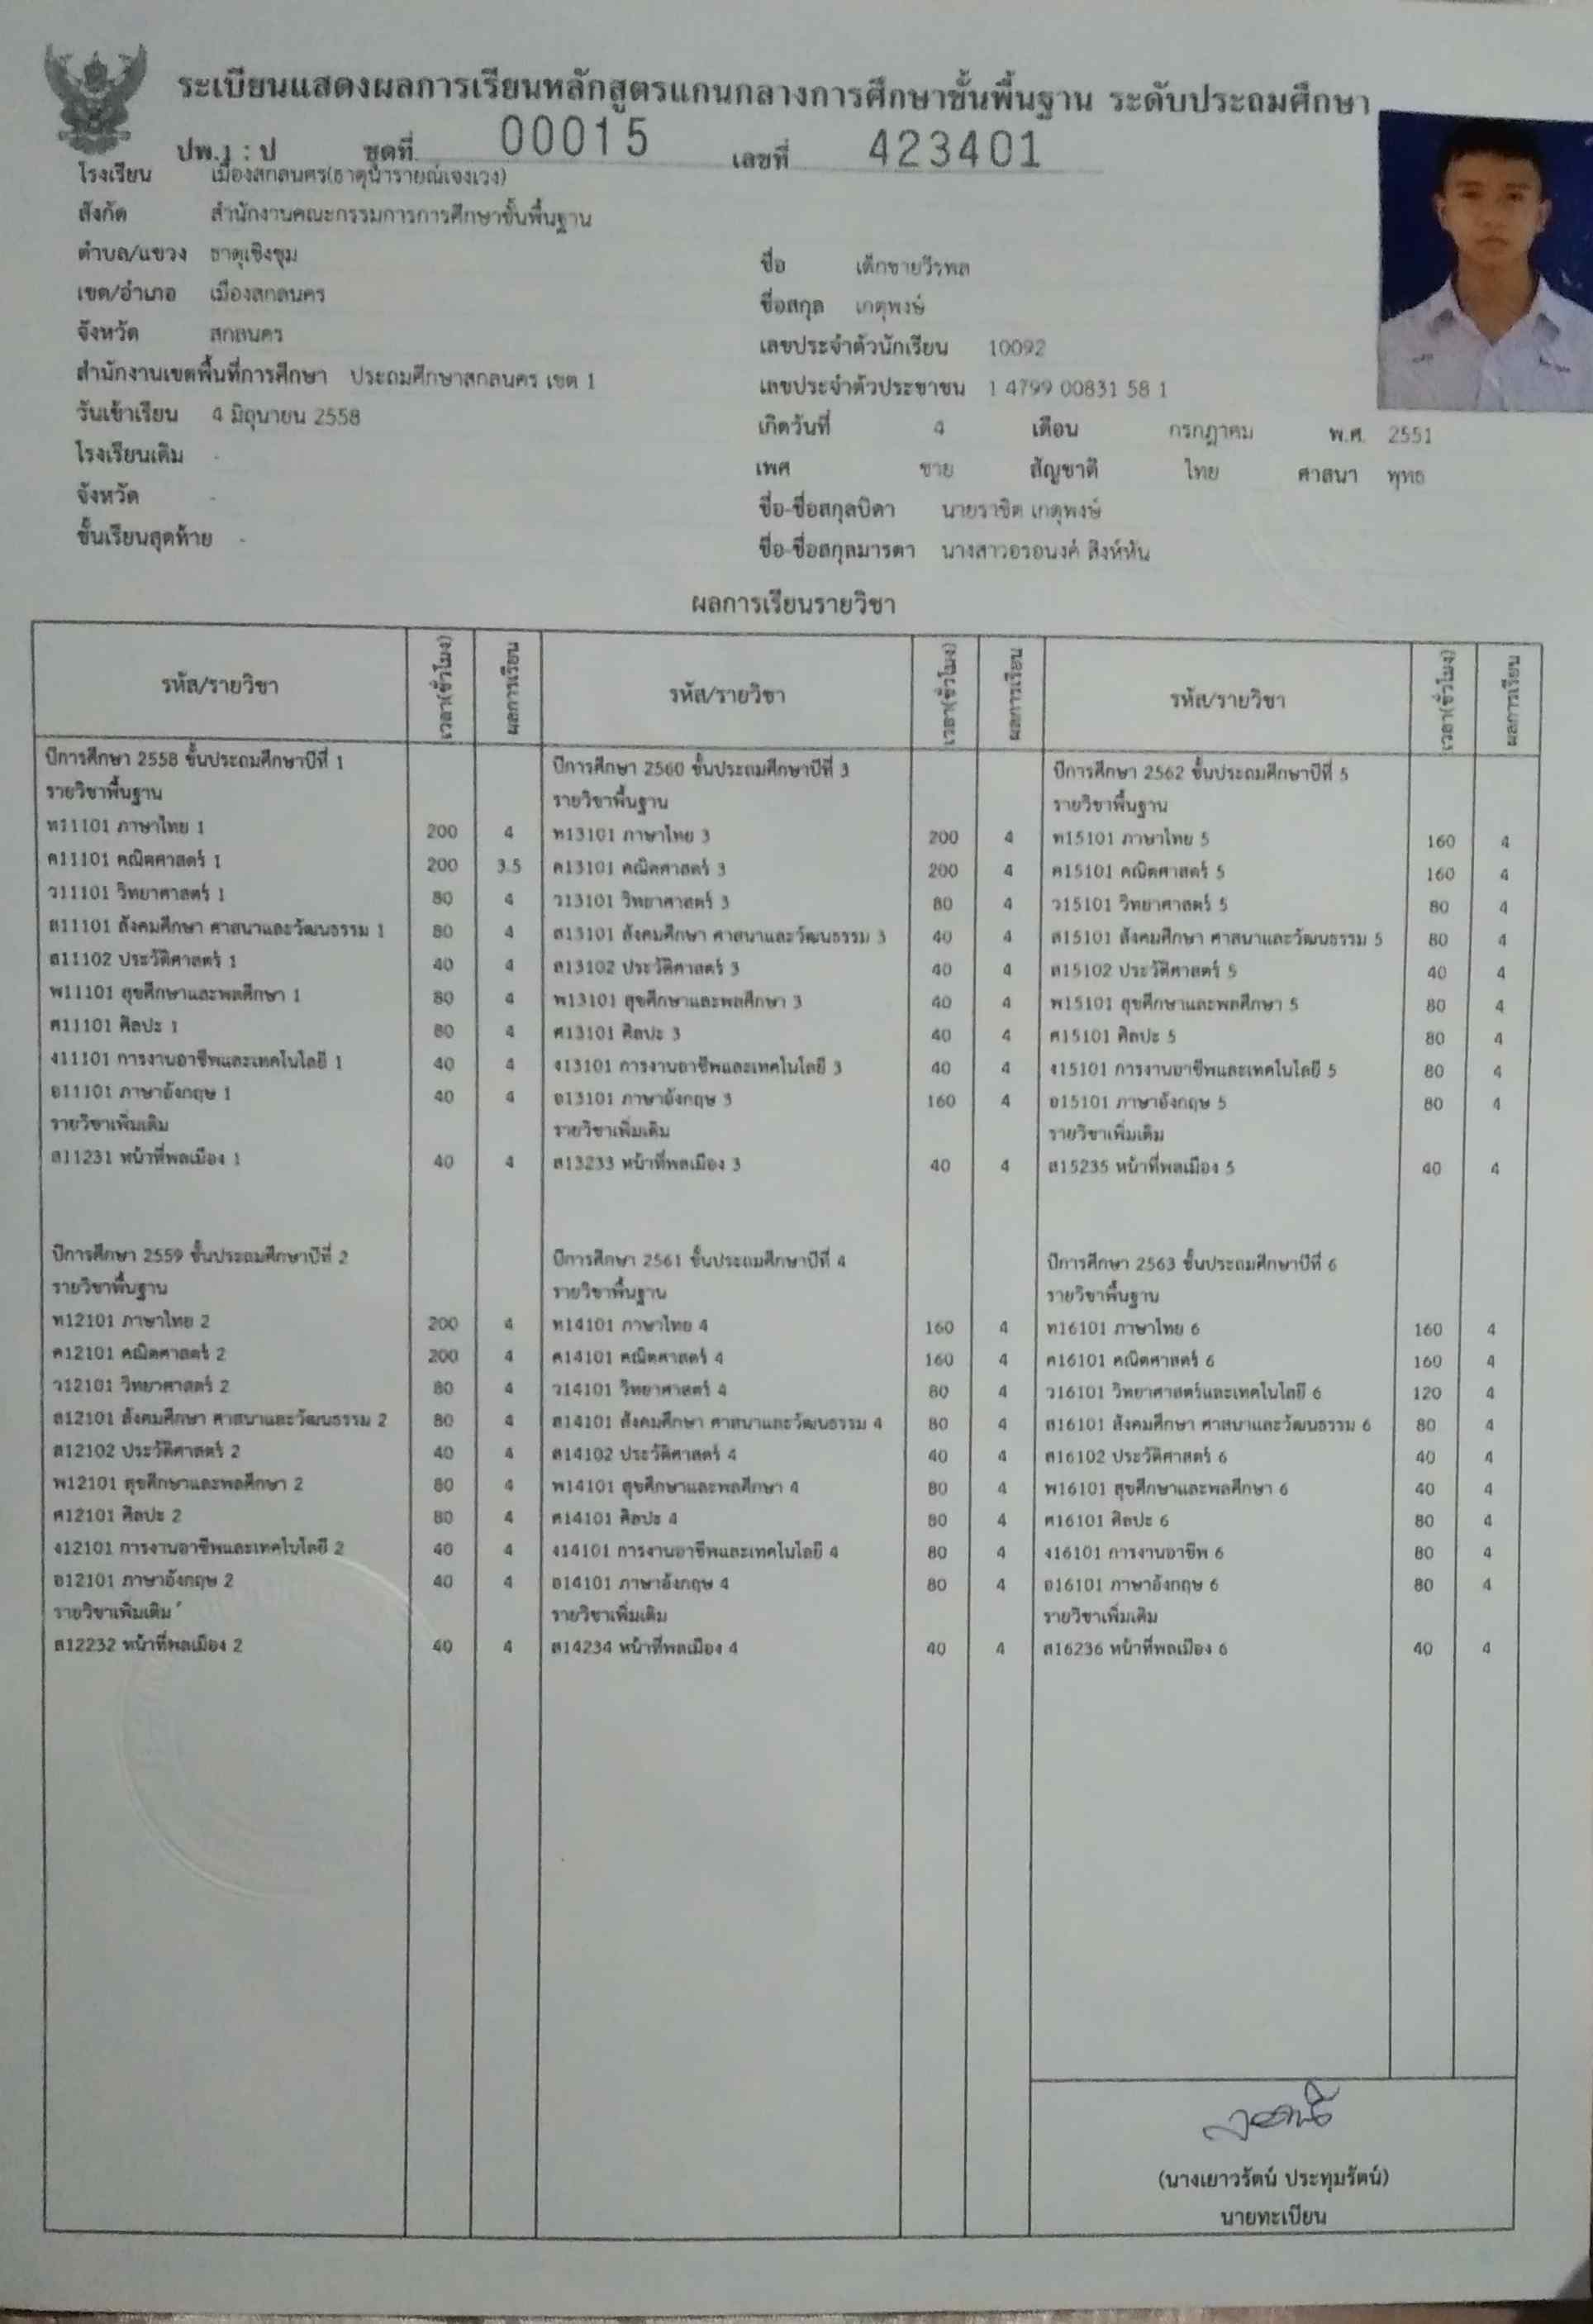 ระเบียนแสดงผลการเรียนหลักสูตรแกนกลางการศึกษาขั้นพื้นฐาน ระดับประถมศึกษา
ปพ.๑ : ป ชุดที่ 00015 เลขที่ 423401
โรงเรียน เมืองสกลนคร(ธาตุนารายณ์เจงเวง)
สังกัด สำนักงานคณะกรรมการการศึกษาขั้นพื้นฐาน
ตำบล/แขวง ธาตุเชิงชุม
เขต/อำเภอ เมืองสกลนคร
จังหวัด สกลนคร
สำนักงานเขตพื้นที่การศึกษา ประถมศึกษาสกลนคร เขต 1
วันเข้าเรียน 4 มิถุนายน 2558
โรงเรียนเดิม -
จังหวัด -
ชั้นเรียนสุดท้าย -
ชื่อ เด็กชายวีรพล
ชื่อสกุล เกตุพงษ์
เลขประจำตัวนักเรียน 10092
เลขประจำตัวประชาชน 1 4799 00831 58 1
เกิดวันที่ 4 เดือน กรกฎาคม พ.ศ. 2551
เพศ ชาย สัญชาติ ไทย ศาสนา พุทธ
ชื่อ-ชื่อสกุลบิดา นายราชิต เกตุพงษ์
ชื่อ-ชื่อสกุลมารดา นางสาวอรอนงค์ สิงห์หัน
ผลการเรียนรายวิชา
รหัส/รายวิชา เวลา(ชั่วโมง) ผลการเรียน
ปีการศึกษา 2558 ชั้นประถมศึกษาปีที่ 1
รายวิชาพื้นฐาน
ท11101 ภาษาไทย 1 200 4
ค11101 คณิตศาสตร์ 1 200 3.5
ว11101 วิทยาศาสตร์ 1 80 4
ส11101 สังคมศึกษา ศาสนาและวัฒนธรรม 1 80 4
ส11102 ประวัติศาสตร์ 1 40 4
พ11101 สุขศึกษาและพลศึกษา 1 80 4
ศ11101 ศิลปะ 1 80 4
ง11101 การงานอาชีพและเทคโนโลยี 1 40 4
อ11101 ภาษาอังกฤษ 1 40 4
รายวิชาเพิ่มเติม
ส11231 หน้าที่พลเมือง 1 40 4
ปีการศึกษา 2559 ชั้นประถมศึกษาปีที่ 2
รายวิชาพื้นฐาน
ท12101 ภาษาไทย 2 200 4
ค12101 คณิตศาสตร์ 2 200 4
ว12101 วิทยาศาสตร์ 2 80 4
ส12101 สังคมศึกษา ศาสนาและวัฒนธรรม 2 80 4
ส12102 ประวัติศาสตร์ 2 40 4
พ12101 สุขศึกษาและพลศึกษา 2 80 4
ศ12101 ศิลปะ 2 80 4
ง12101 การงานอาชีพและเทคโนโลยี 2 40 4
อ12101 ภาษาอังกฤษ 2 40 4
รายวิชาเพิ่มเติม
ส12232 หน้าที่พลเมือง 2 40 4
รหัส/รายวิชา เวลา(ชั่วโมง) ผลการเรียน
ปีการศึกษา 2560 ชั้นประถมศึกษาปีที่ 3
รายวิชาพื้นฐาน
ท13101 ภาษาไทย 3 200 4
ค13101 คณิตศาสตร์ 3 200 4
ว13101 วิทยาศาสตร์ 3 80 4
ส13101 สังคมศึกษา ศาสนาและวัฒนธรรม 3 40 4
ส13102 ประวัติศาสตร์ 3 40 4
พ13101 สุขศึกษาและพลศึกษา 3 40 4
ศ13101 ศิลปะ 3 40 4
ง13101 การงานอาชีพและเทคโนโลยี 3 40 4
อ13101 ภาษาอังกฤษ 3 160 4
รายวิชาเพิ่มเติม
ส13233 หน้าที่พลเมือง 3 40 4
ปีการศึกษา 2561 ชั้นประถมศึกษาปีที่ 4
รายวิชาพื้นฐาน
ท14101 ภาษาไทย 4 160 4
ค14101 คณิตศาสตร์ 4 160 4
ว14101 วิทยาศาสตร์ 4 80 4
ส14101 สังคมศึกษา ศาสนาและวัฒนธรรม 4 80 4
ส14102 ประวัติศาสตร์ 4 40 4
พ14101 สุขศึกษาและพลศึกษา 4 80 4
ศ14101 ศิลปะ 4 80 4
ง14101 การงานอาชีพและเทคโนโลยี 4 80 4
อ14101 ภาษาอังกฤษ 4 80 4
รายวิชาเพิ่มเติม
ส14234 หน้าที่พลเมือง 4 40 4
รหัส/รายวิชา เวลา(ชั่วโมง) ผลการเรียน
ปีการศึกษา 2562 ชั้นประถมศึกษาปีที่ 5
รายวิชาพื้นฐาน
ท15101 ภาษาไทย 5 160 4
ค15101 คณิตศาสตร์ 5 160 4
ว15101 วิทยาศาสตร์ 5 80 4
ส15101 สังคมศึกษา ศาสนาและวัฒนธรรม 5 80 4
ส15102 ประวัติศาสตร์ 5 40 4
พ15101 สุขศึกษาและพลศึกษา 5 80 4
ศ15101 ศิลปะ 5 80 4
ง15101 การงานอาชีพและเทคโนโลยี 5 80 4
อ15101 ภาษาอังกฤษ 5 80 4
รายวิชาเพิ่มเติม
ส15235 หน้าที่พลเมือง 5 40 4
ปีการศึกษา 2563 ชั้นประถมศึกษาปีที่ 6
รายวิชาพื้นฐาน
ท16101 ภาษาไทย 6 160 4
ค16101 คณิตศาสตร์ 6 160 4
ว16101 วิทยาศาสตร์และเทคโนโลยี 6 120 4
ส16101 สังคมศึกษา ศาสนาและวัฒนธรรม 6 80 4
ส16102 ประวัติศาสตร์ 6 40 4
พ16101 สุขศึกษาและพลศึกษา 6 40 4
ศ16101 ศิลปะ 6 80 4
ง16101 การงานอาชีพ 6 80 4
อ16101 ภาษาอังกฤษ 6 80 4
รายวิชาเพิ่มเติม
ส16236 หน้าที่พลเมือง 6 40 4
(นางเยาวรัตน์ ประทุมรัตน์)
นายทะเบียน